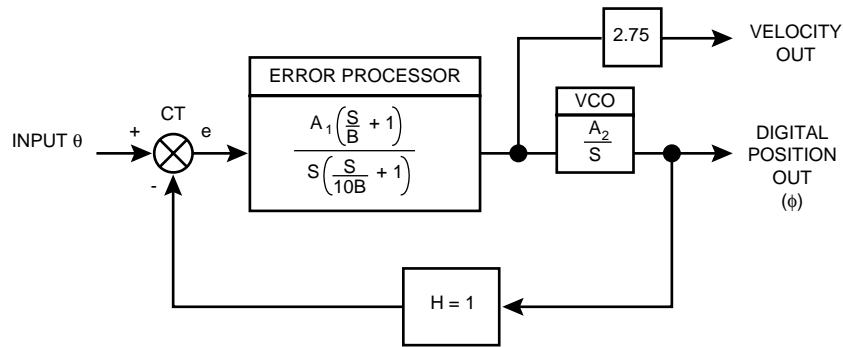 2.75
VELOCITY
OUT
ERROR PROCESSOR
CT
VCO
INPUT θ
+
e
A₁(S/B + 1)
S(S/10B + 1)
A₂
S
DIGITAL
POSITION
OUT
(ϕ)
-
H = 1